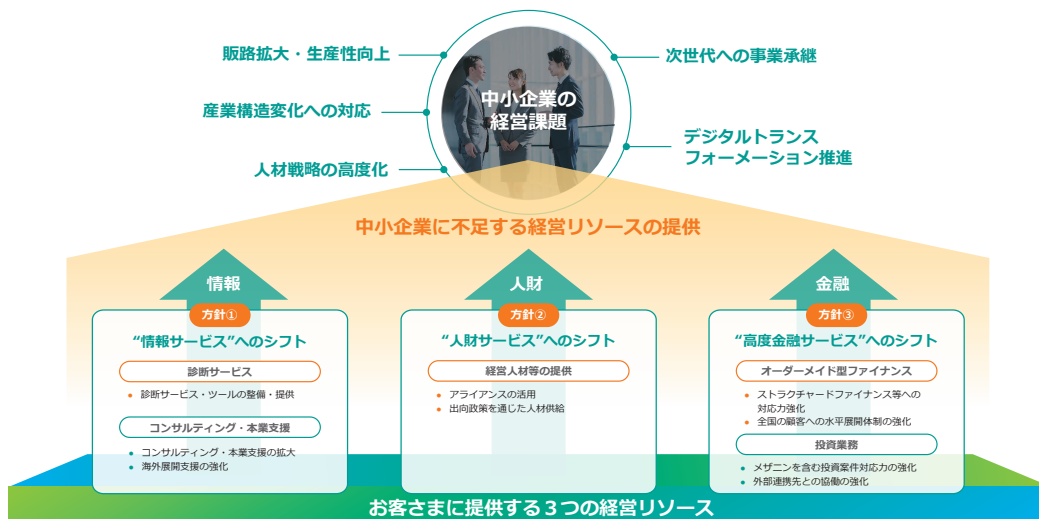 販路拡大・生産性向上
産業構造変化への対応
人材戦略の高度化
中小企業の
経営課題
次世代への事業承継
デジタルトランス
フォーメーション推進
中小企業に不足する経営リソースの提供
情報
方針①
“情報サービス”へのシフト
診断サービス
• 診断サービス・ツールの整備・提供
コンサルティング・本業支援
• コンサルティング・本業支援の拡大
• 海外展開支援の強化
人財
方針②
“人財サービス”へのシフト
経営人材等の提供
• アライアンスの活用
• 出向政策を通じた人材供給
金融
方針③
“高度金融サービス”へのシフト
オーダーメイド型ファイナンス
• ストラクチャードファイナンス等への
対応力強化
• 全国の顧客への水平展開体制の強化
投資業務
• メザニンを含む投資案件対応力の強化
• 外部連携先との協働の強化
お客さまに提供する３つの経営リソース